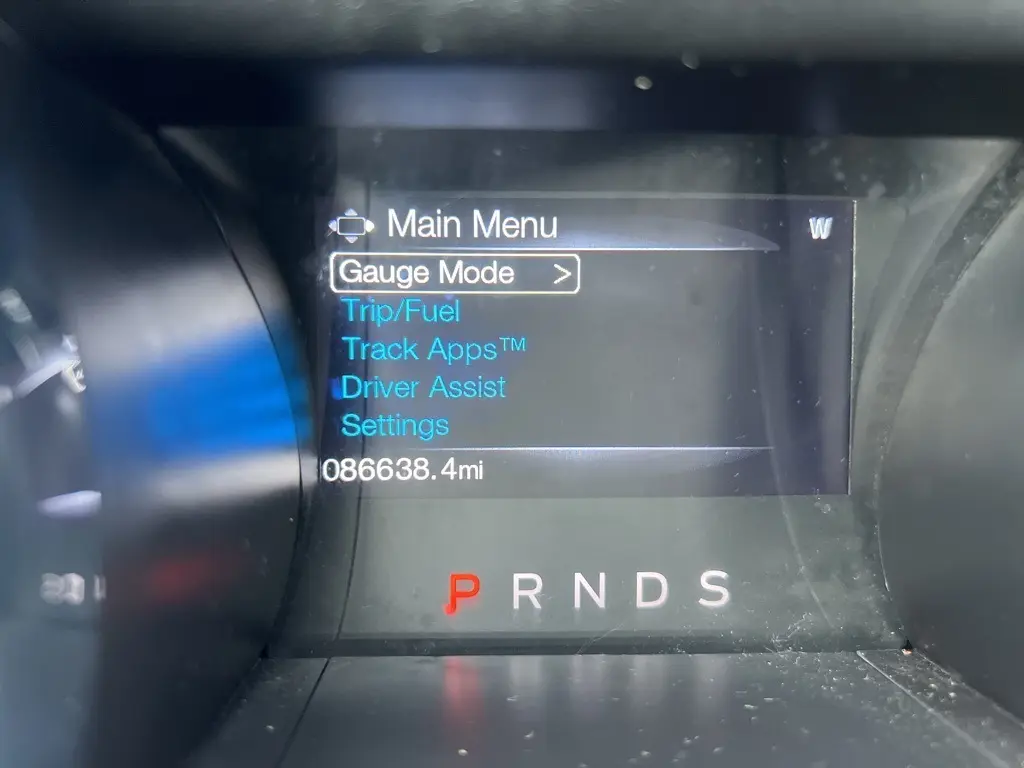 Main Menu W
Gauge Mode >
Trip/Fuel
Track Apps™
Driver Assist
Settings
086638.4mi
P R N D S